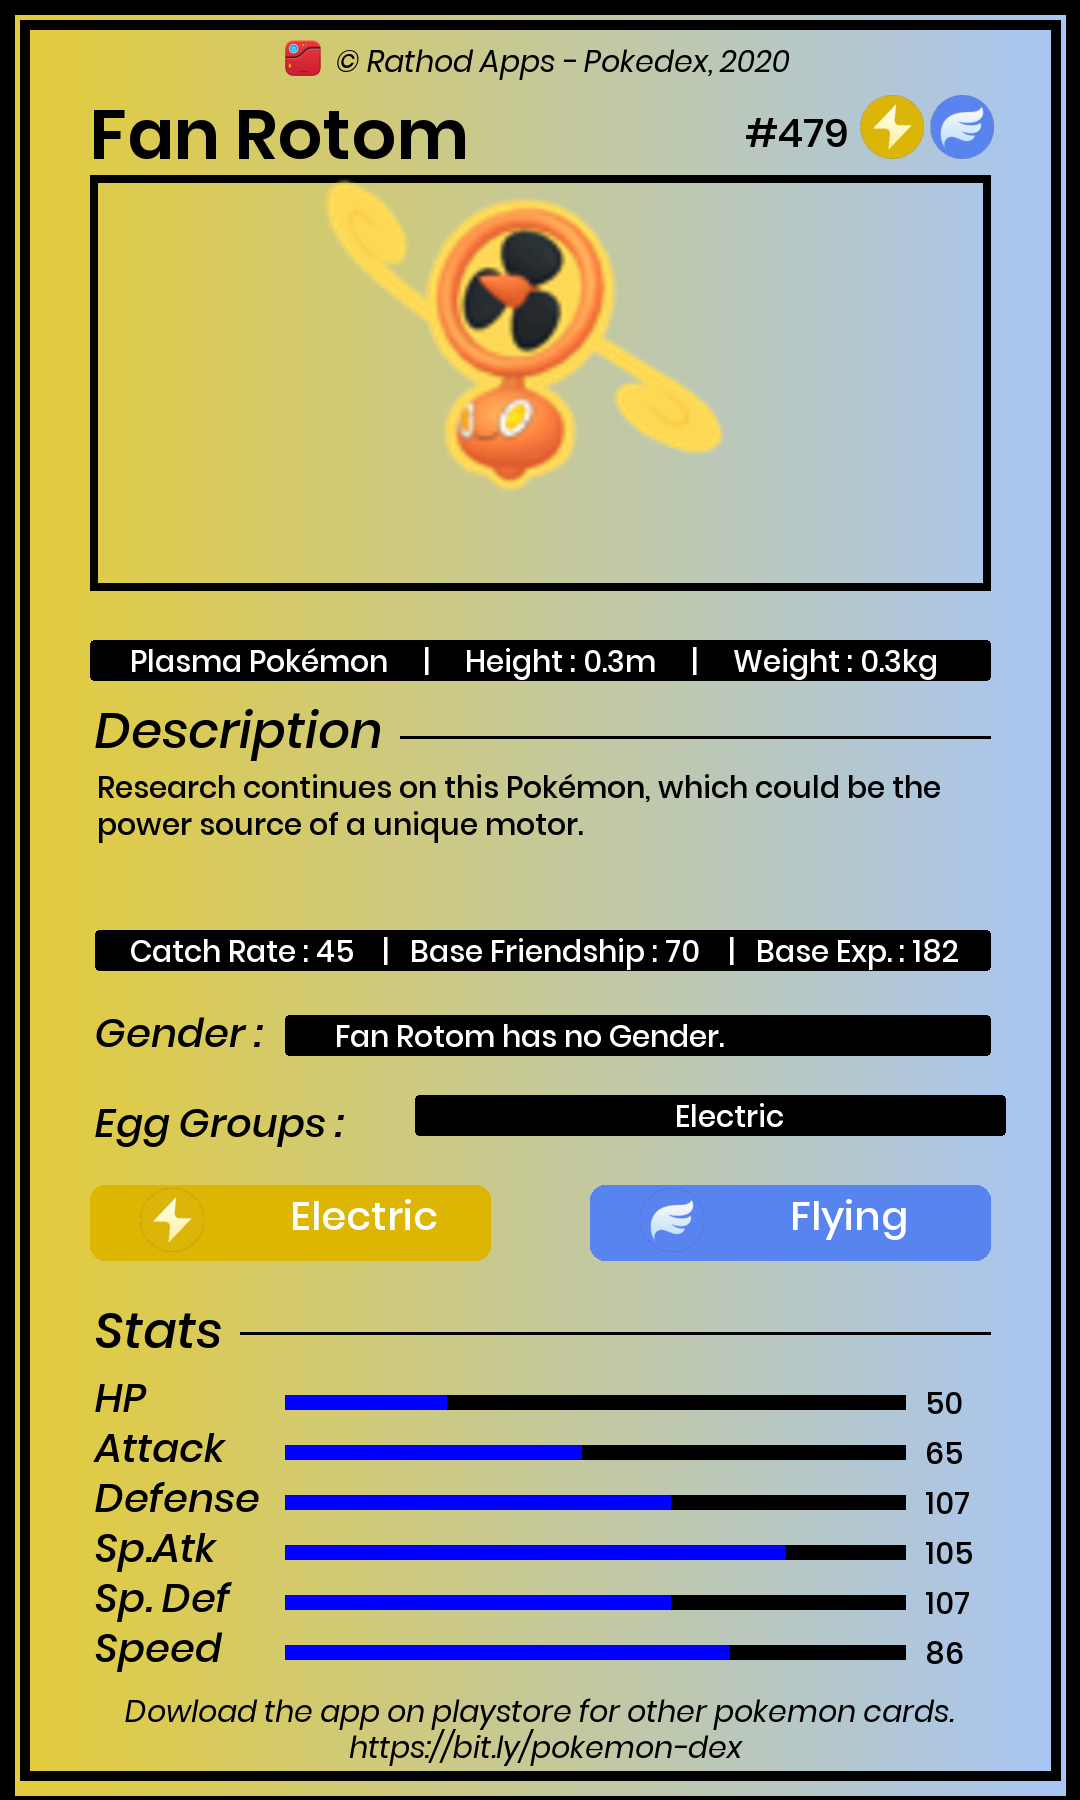 © Rathod Apps - Pokedex, 2020
Fan Rotom #479
Plasma Pokémon | Height : 0.3m | Weight : 0.3kg
Description
Research continues on this Pokémon, which could be the
power source of a unique motor.
Catch Rate : 45 | Base Friendship : 70 | Base Exp. : 182
Gender : Fan Rotom has no Gender.
Egg Groups : Electric
Electric Flying
Stats
HP 50
Attack 65
Defense 107
Sp.Atk 105
Sp. Def 107
Speed 86
Dowload the app on playstore for other pokemon cards.
https://bit.ly/pokemon-dex